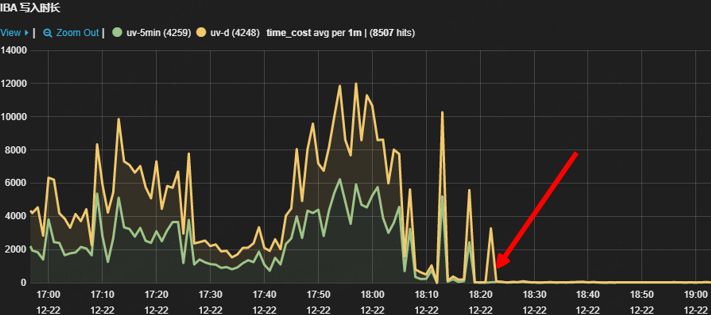 IBA 写入时长
View | Zoom Out | uv-5min (4259) uv-d (4248) time_cost avg per 1m | (8507 hits)
14000
12000
10000
8000
6000
4000
2000
0
17:00 17:10 17:20 17:30 17:40 17:50 18:00 18:10 18:20 18:30 18:40 18:50 19:00
12-22 12-22 12-22 12-22 12-22 12-22 12-22 12-22 12-22 12-22 12-22 12-22 12-22